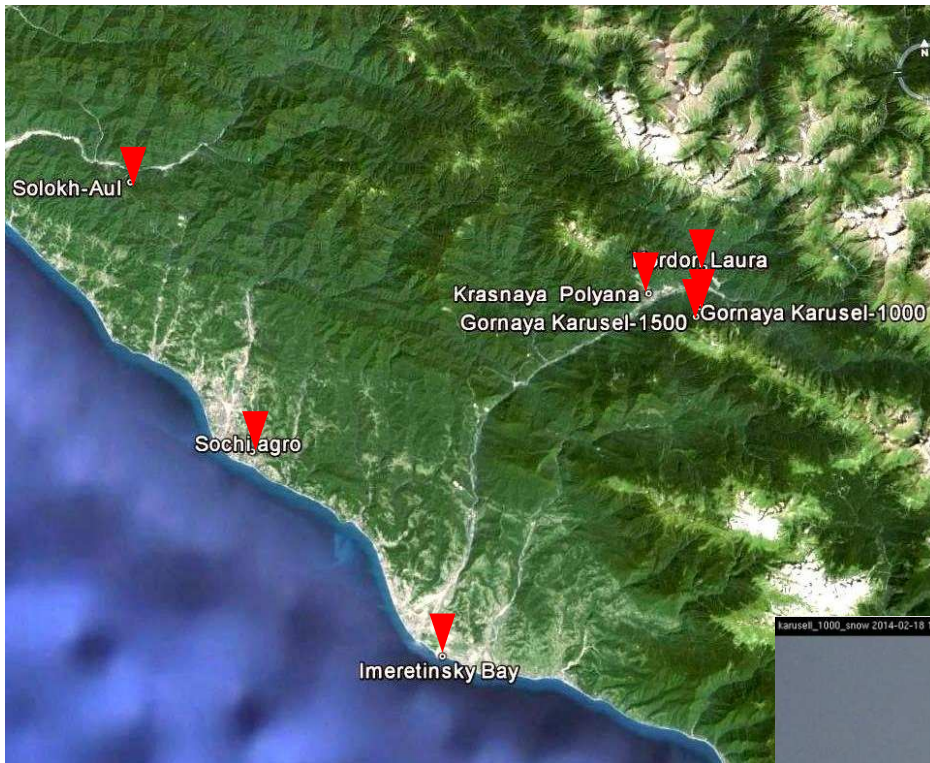 N
Solokh-Aul
Kordon Laura
Krasnaya Polyana
Gornaya Karusel-1000
Gornaya Karusel-1500
Sochi, agro
Imeretinsky Bay
karusell_1000_snow 2014-02-18 1